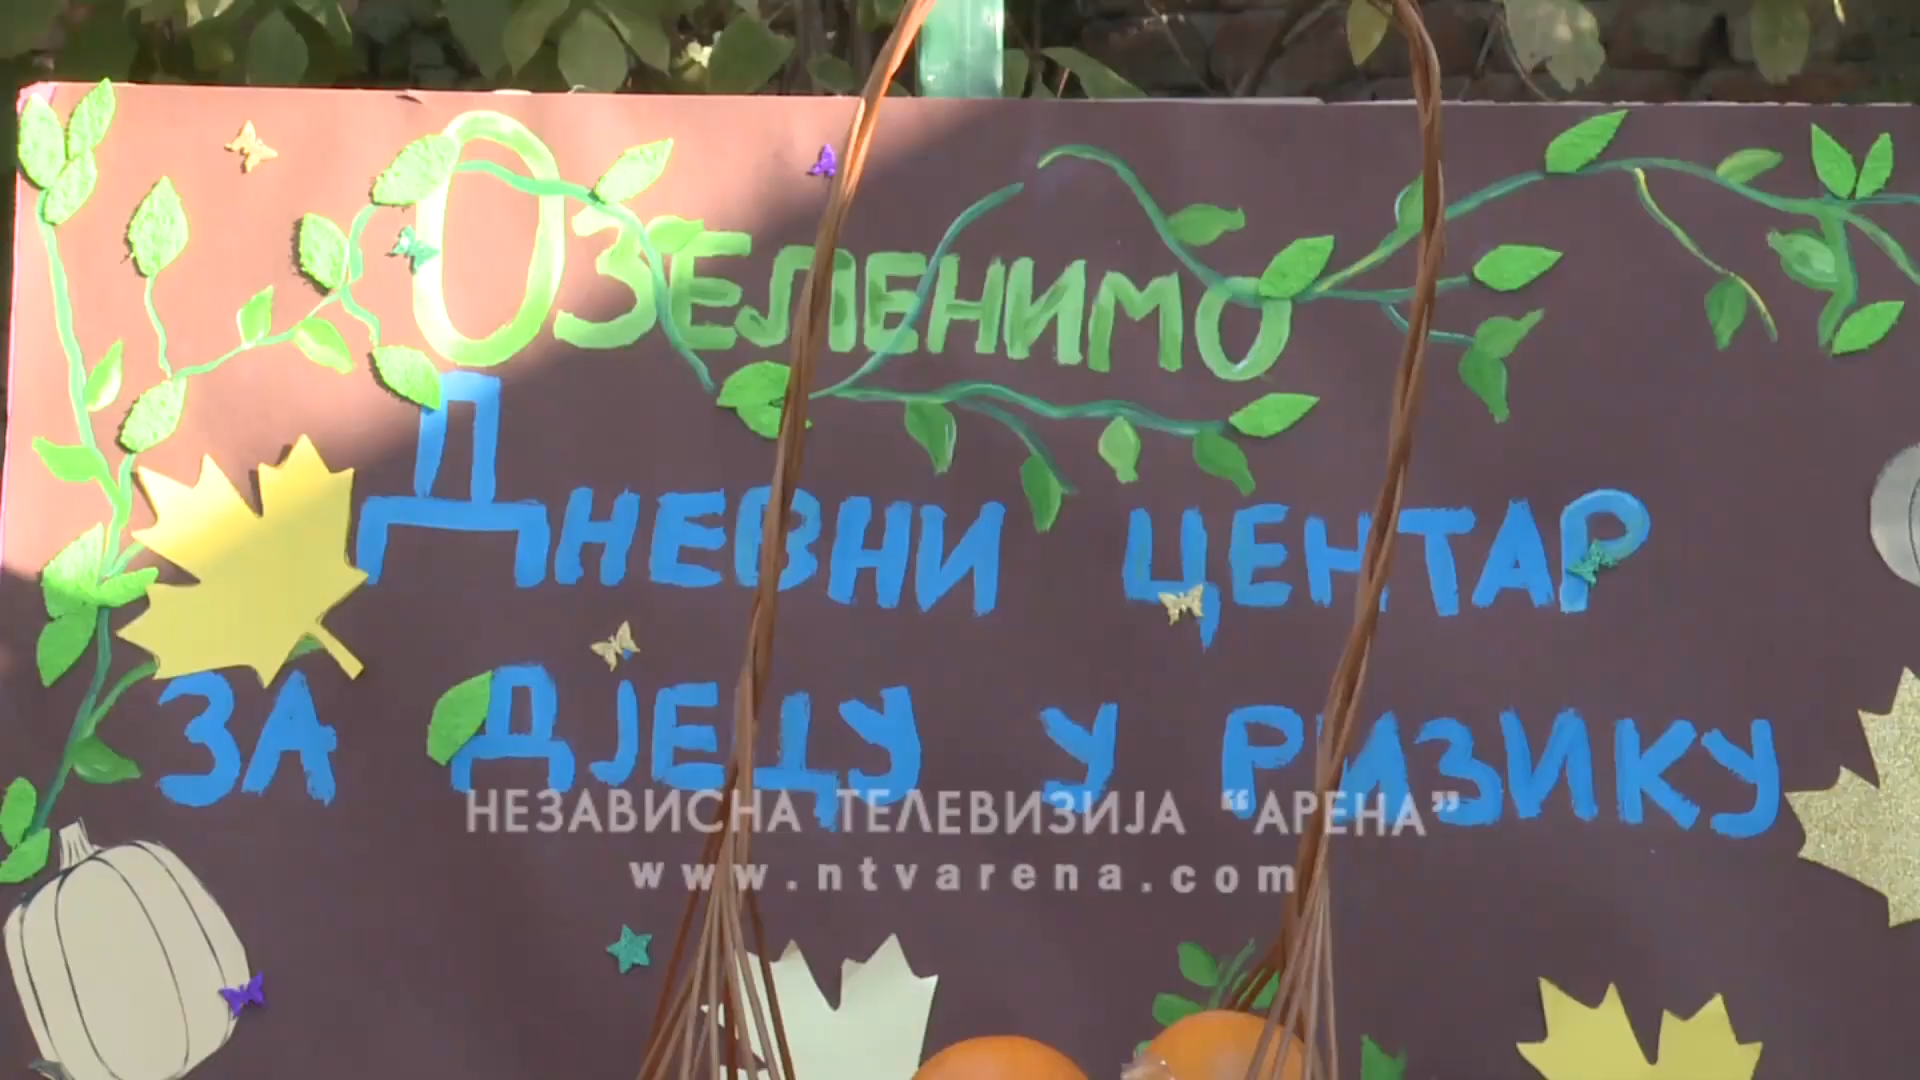 ОЗЕЛЕНИМО
ДНЕВНИ ЦЕНТАР
ЗА ДЈЕЦУ У РИЗИКУ
НЕЗАВИСНА ТЕЛЕВИЗИЈА “АРЕНА”
www.ntvarena.com